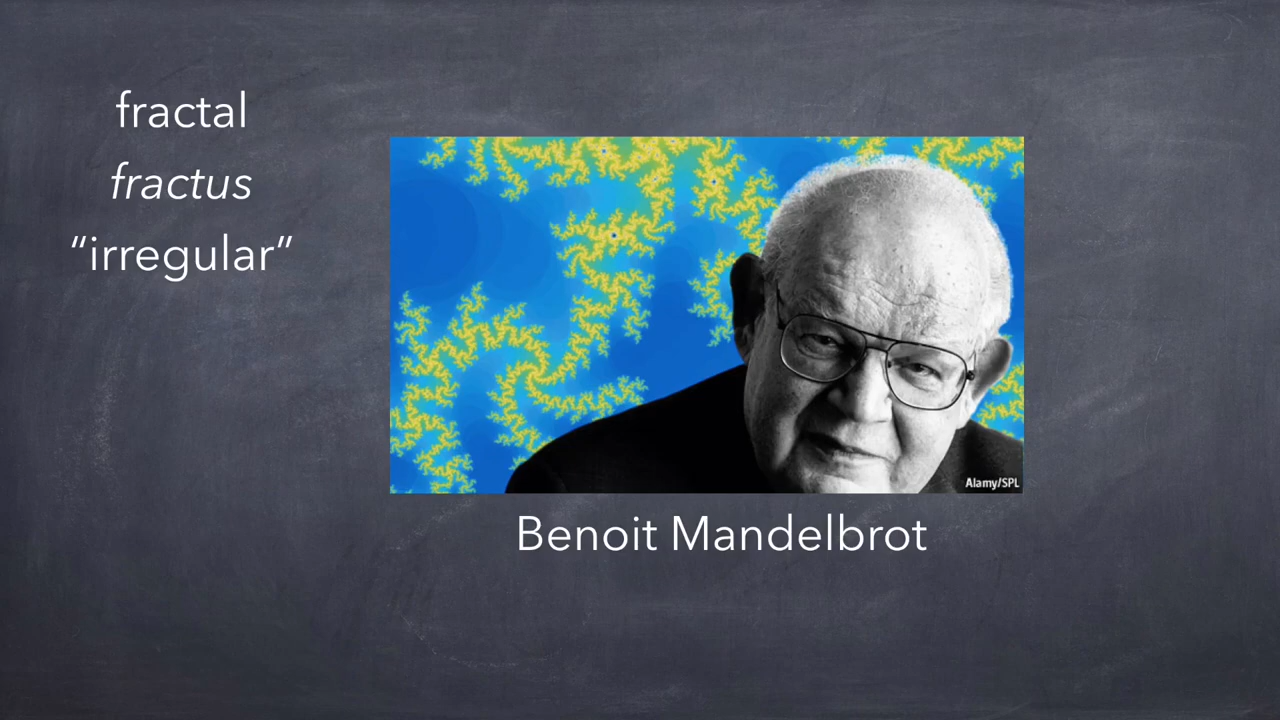 fractal
fractus
“irregular”
Alamy/SPL
Benoit Mandelbrot